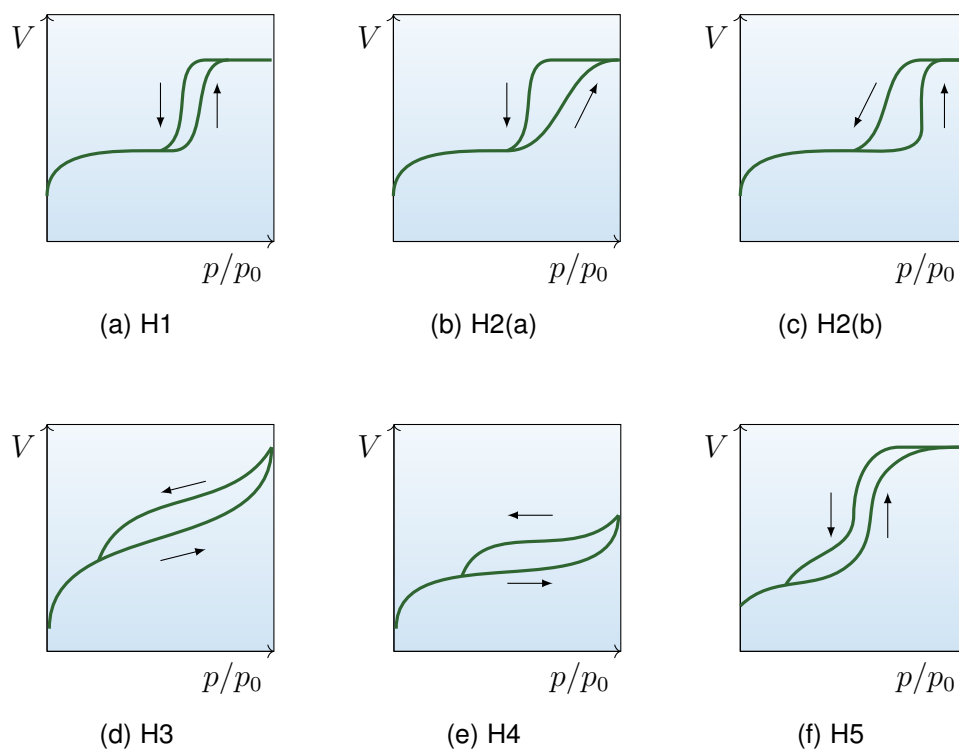 V
p/p0
(a) H1
V
p/p0
(b) H2(a)
V
p/p0
(c) H2(b)
V
p/p0
(d) H3
V
p/p0
(e) H4
V
p/p0
(f) H5